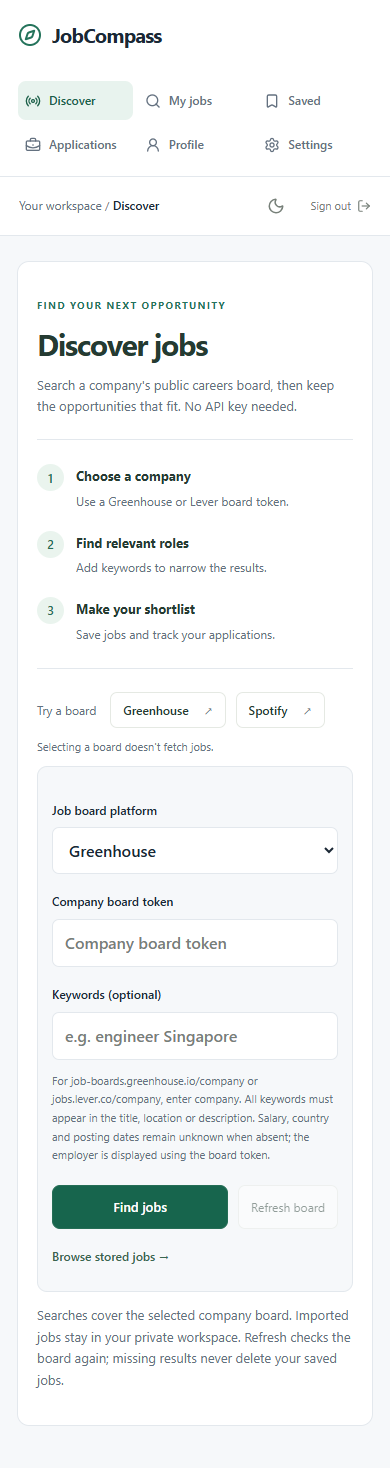 JobCompass
Discover
My jobs
Saved
Applications
Profile
Settings
Your workspace / Discover
Sign out
FIND YOUR NEXT OPPORTUNITY
Discover jobs
Search a company's public careers board, then keep
the opportunities that fit. No API key needed.
1
Choose a company
Use a Greenhouse or Lever board token.
2
Find relevant roles
Add keywords to narrow the results.
3
Make your shortlist
Save jobs and track your applications.
Try a board
Greenhouse ↗
Spotify ↗
Selecting a board doesn't fetch jobs.
Job board platform
Greenhouse
Company board token
Company board token
Keywords (optional)
e.g. engineer Singapore
For job-boards.greenhouse.io/company or
jobs.lever.co/company, enter company. All keywords must
appear in the title, location or description. Salary, country
and posting dates remain unknown when absent; the
employer is displayed using the board token.
Find jobs
Refresh board
Browse stored jobs →
Searches cover the selected company board. Imported
jobs stay in your private workspace. Refresh checks the
board again; missing results never delete your saved
jobs.